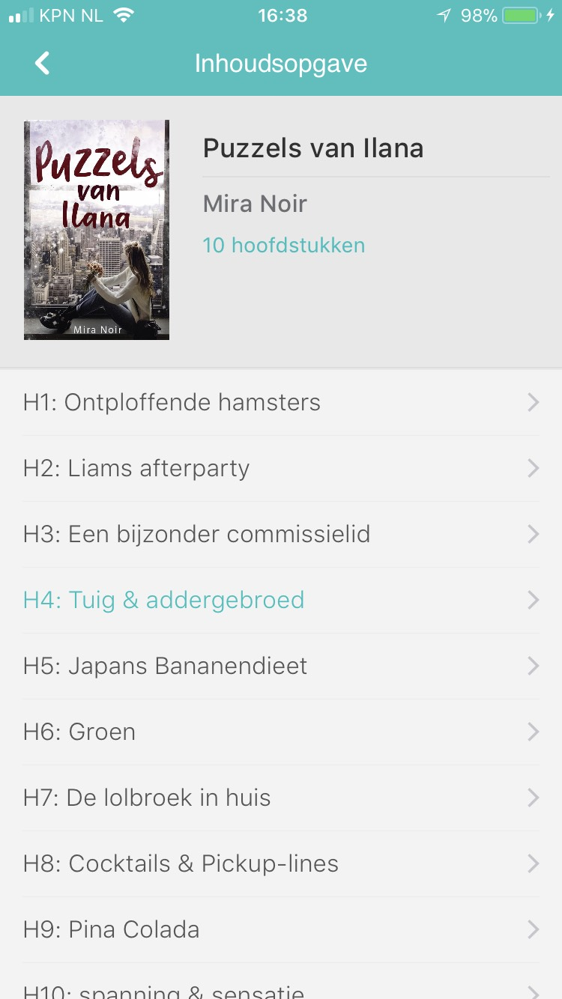 KPN NL 16:38 98%
Inhoudsopgave
Puzzels
van
Ilana
Mira Noir
Puzzels van Ilana
Mira Noir
10 hoofdstukken
H1: Ontploffende hamsters
H2: Liams afterparty
H3: Een bijzonder commissielid
H4: Tuig & addergebroed
H5: Japans Bananendieet
H6: Groen
H7: De lolbroek in huis
H8: Cocktails & Pickup-lines
H9: Pina Colada
H10: spanning & sensatie